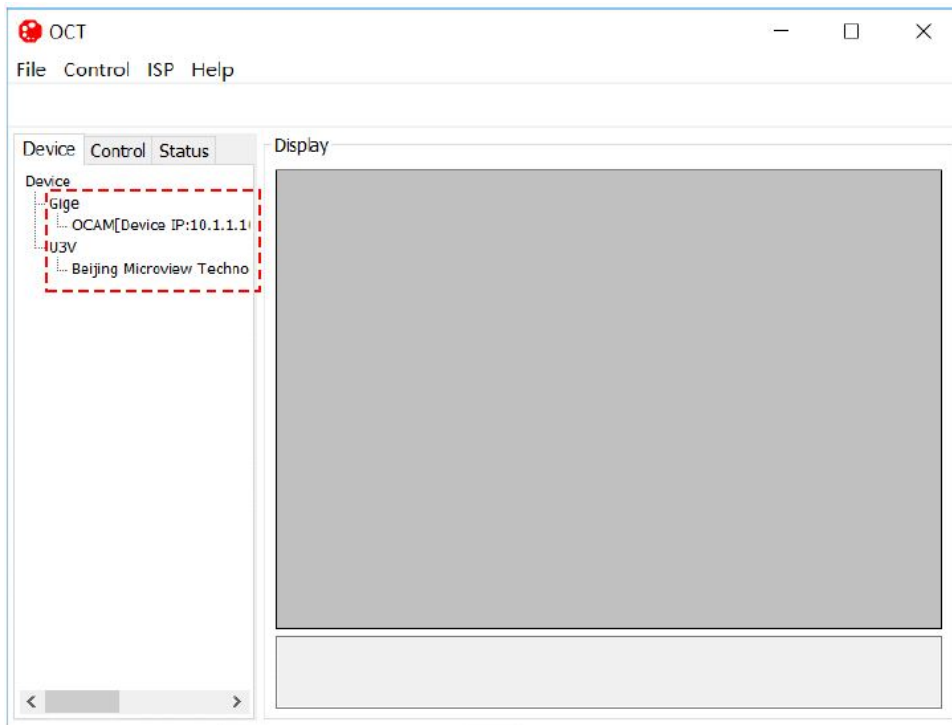 OCT
File Control ISP Help
Device Control Status
Display
Device
Gige
OCAM[Device IP:10.1.1.1
U3V
Beijing Microview Techno